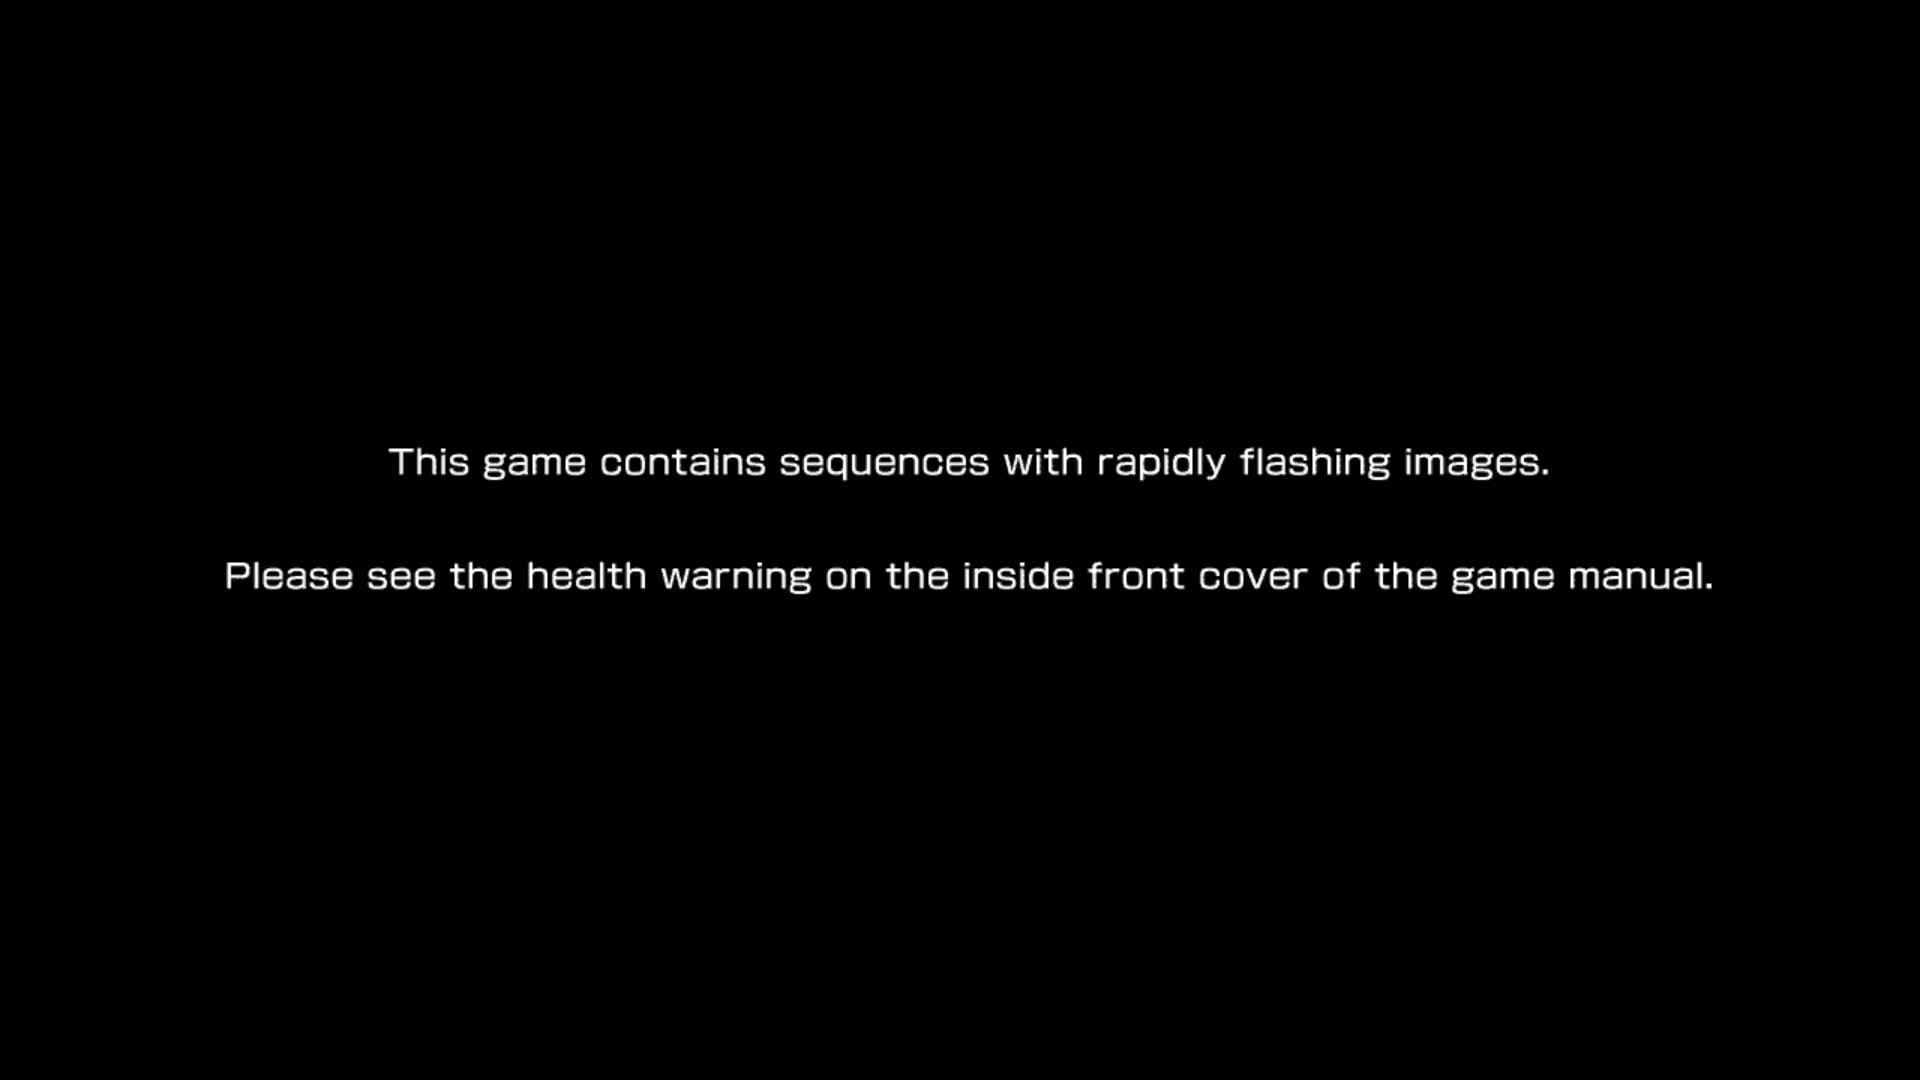 This game contains sequences with rapidly flashing images.
Please see the health warning on the inside front cover of the game manual.